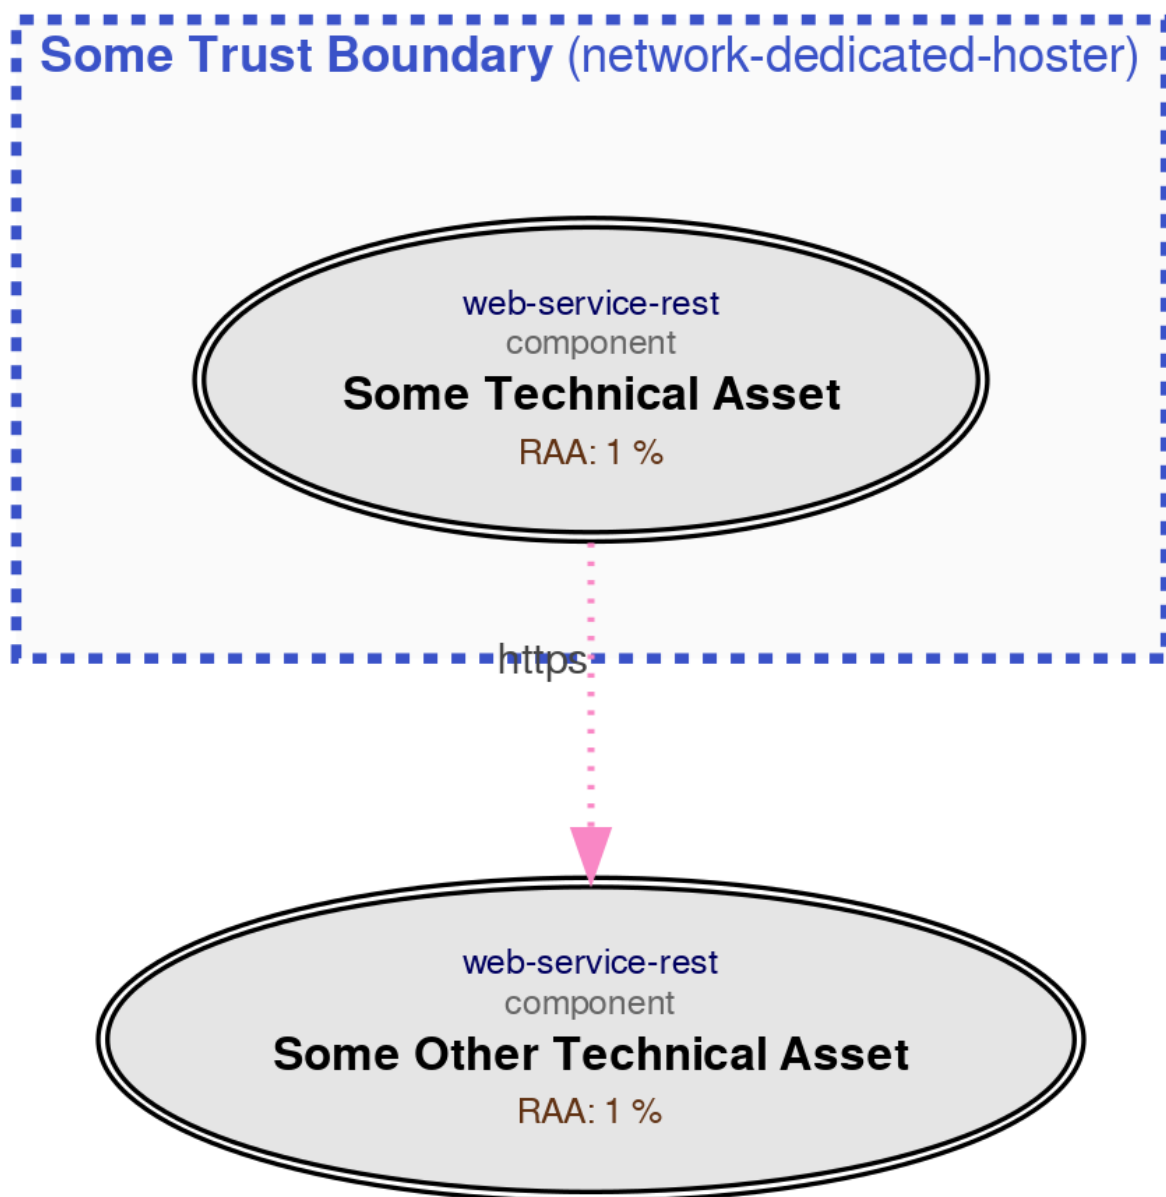 Some Trust Boundary (network-dedicated-hoster)
web-service-rest
component
Some Technical Asset
RAA: 1 %
https
web-service-rest
component
Some Other Technical Asset
RAA: 1 %